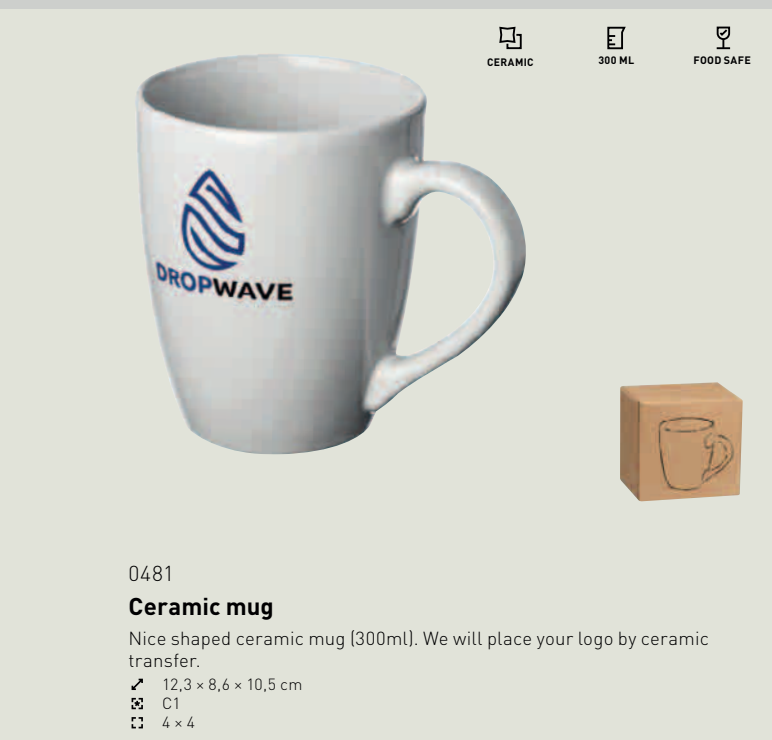 CERAMIC
300 ML
FOOD SAFE
DROPWAVE
0481
Ceramic mug
Nice shaped ceramic mug (300ml). We will place your logo by ceramic
transfer.
12,3 × 8,6 × 10,5 cm
C1
4 × 4